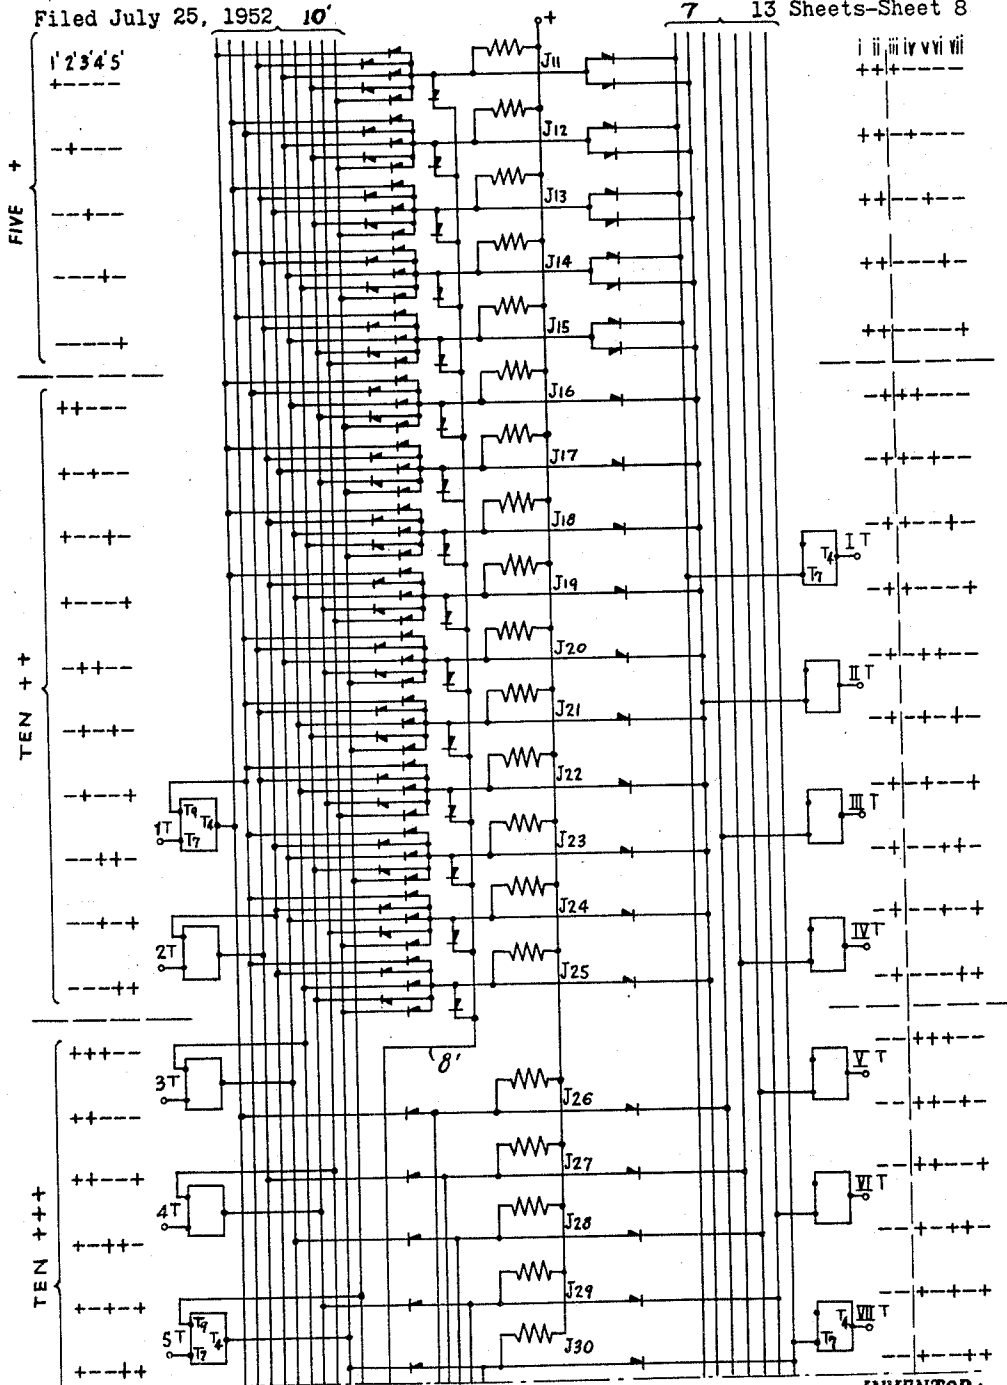 Filed July 25, 1952 10' + 7 13 Sheets-Sheet 8
1' 2' 3' 4' 5' i ii iii iv v vi vii
+---- J11 +++----
-+--- J12 ++-+---
FIVE +
--+-- J13 ++--+--
---+- J14 ++---+-
----+ J15 ++----+
++--- J16 -+++---
+-+-- J17 -++-+--
+--+- J18 -++--+-
I T
T4
T7
+---+ J19 -++---+
-++-- J20 -+-++--
TEN ++
II T
-+-+- J21 -+-+-+-
-+--+ J22 -+-+--+
T9
1T T4 III T
T7
--++- J23 -+--++-
--+-+ J24 -+--+-+
2T IV T
---++ J25 -+---++
+++-- --+++--
8'
3T V T
++--- J26 --++-+-
++--+ J27 --++--+
TEN +++
4T VI T
+-++- J28 --+-++-
+-+-+ J29 --+-+-+
T9 T4 T4 VII T
5T T7 T7
J30
+--++ ---+-++
INVENTOR: